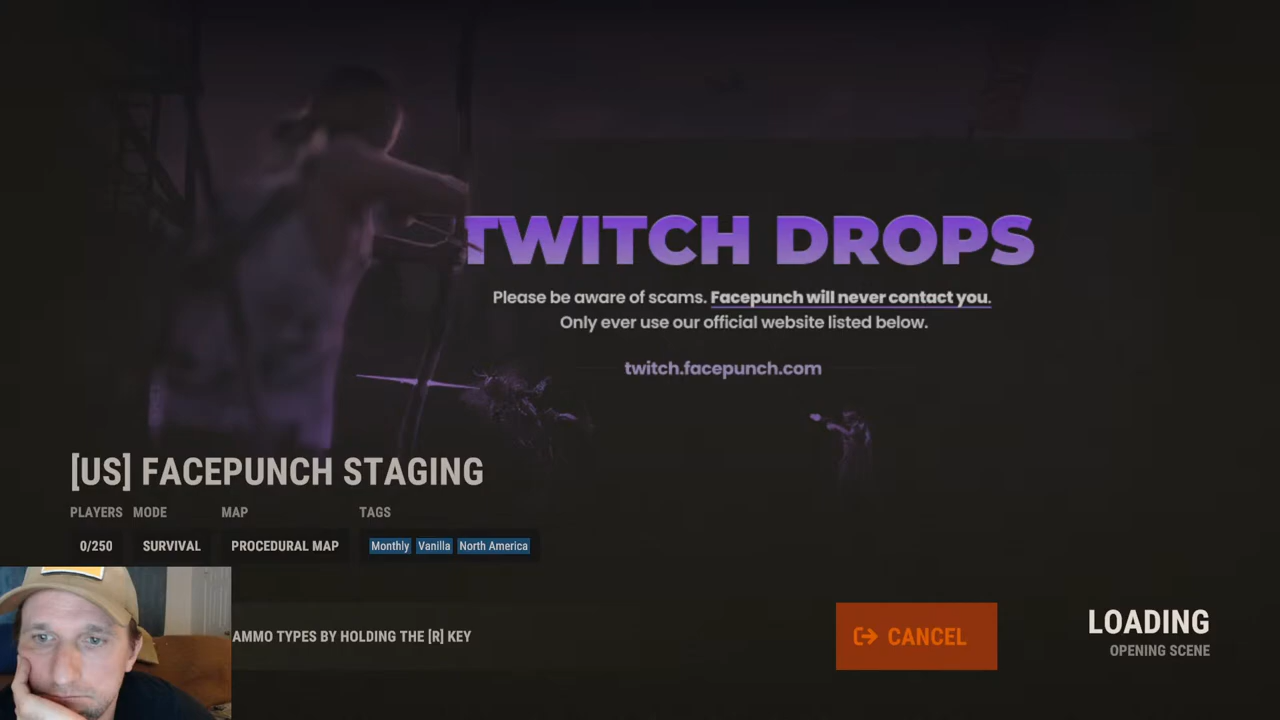 TWITCH DROPS
Please be aware of scams. Facepunch will never contact you.
Only ever use our official website listed below.
twitch.facepunch.com
[US] FACEPUNCH STAGING
PLAYERS MODE MAP TAGS
0/250 SURVIVAL PROCEDURAL MAP Monthly Vanilla North America
AMMO TYPES BY HOLDING THE [R] KEY
CANCEL
LOADING
OPENING SCENE